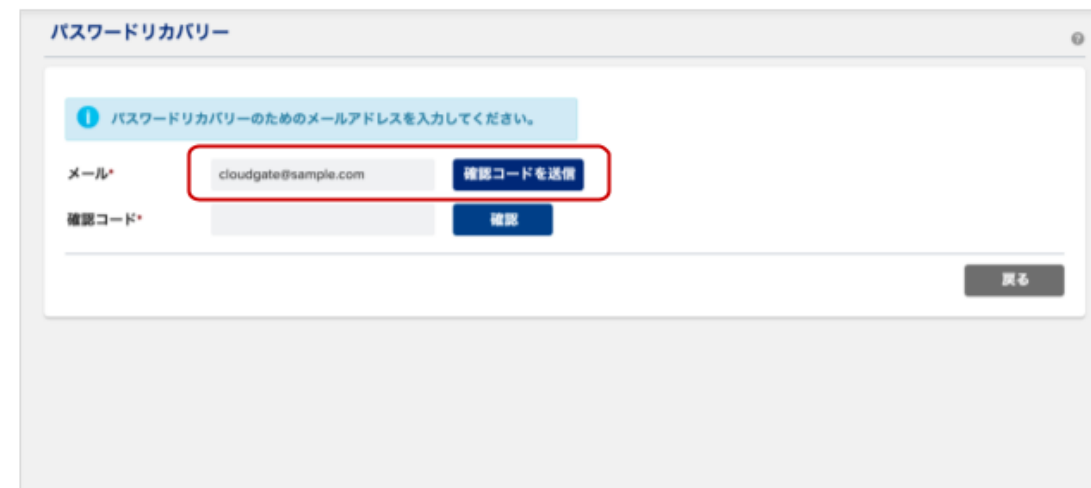 パスワードリカバリー
パスワードリカバリーのためのメールアドレスを入力してください。
メール* cloudgate@sample.com 確認コードを送信
確認コード* 確認
戻る